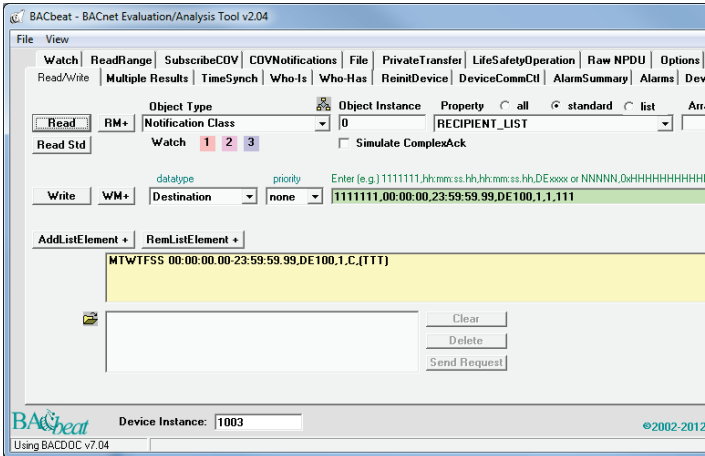 BACbeat - BACnet Evaluation/Analysis Tool v2.04
File View
Watch ReadRange SubscribeCOV COVNotifications File PrivateTransfer LifeSafetyOperation Raw NPDU Options
Read/Write Multiple Results TimeSynch Who-Is Who-Has ReinitDevice DeviceCommCtl AlarmSummary Alarms Dev
Object Type Object Instance Property all standard list Arr
Read RM+ Notification Class 0 RECIPIENT_LIST
Read Std Watch 1 2 3 Simulate ComplexAck
datatype priority Enter (e.g.) 1111111,hh:mm:ss.hh,hh:mm:ss.hh,DExxxx or NNNNN,0xHHHHHHHHHHH
Write WM+ Destination none 1111111,00:00:00,23:59:59.99,DE100,1,1,111
AddListElement + RemListElement +
MTWTFSS 00:00:00.00-23:59:59.99,DE100,1,C,(TTT)
Clear
Delete
Send Request
BACbeat Device Instance: 1003 ©2002-2012
Using BACDOC v7.04